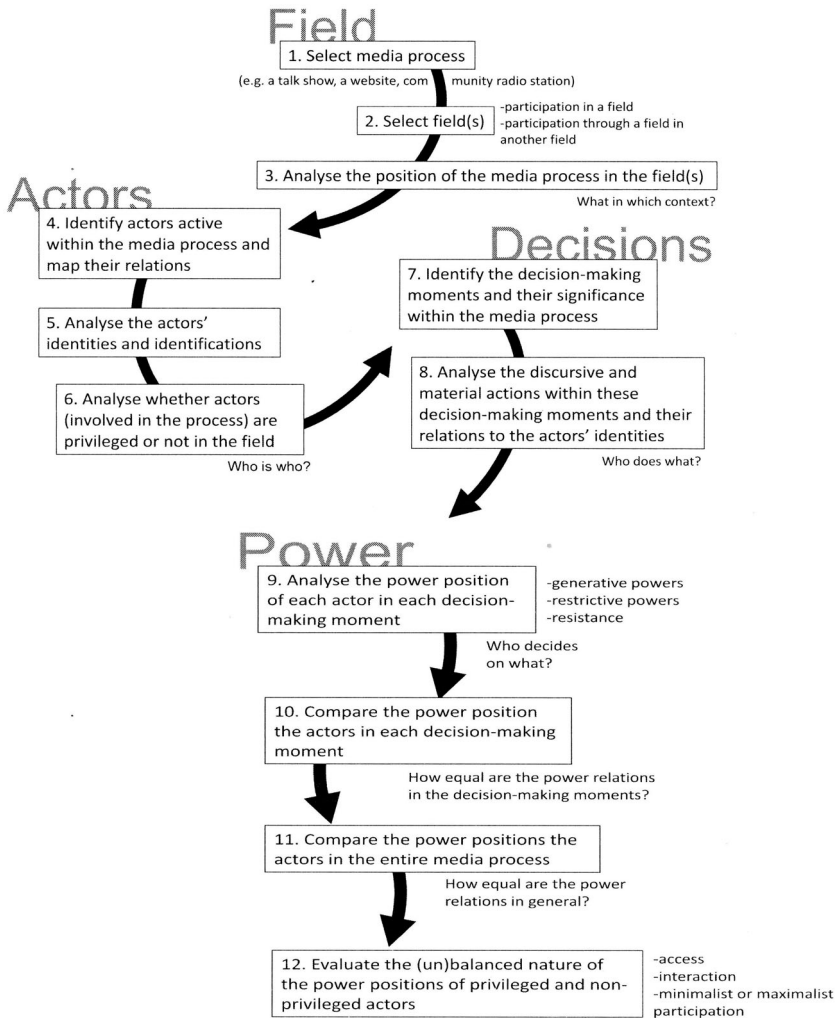 Field
1. Select media process
(e.g. a talk show, a website, com munity radio station)
2. Select field(s)
-participation in a field
-participation through a field in
another field
3. Analyse the position of the media process in the field(s)
What in which context?
Actors
4. Identify actors active
within the media process and
map their relations
5. Analyse the actors'
identities and identifications
6. Analyse whether actors
(involved in the process) are
privileged or not in the field
Who is who?
Decisions
7. Identify the decision-making
moments and their significance
within the media process
8. Analyse the discursive and
material actions within these
decision-making moments and their
relations to the actors' identities
Who does what?
Power
9. Analyse the power position
of each actor in each decision-
making moment
-generative powers
-restrictive powers
-resistance
Who decides
on what?
10. Compare the power position
the actors in each decision-making
moment
How equal are the power relations
in the decision-making moments?
11. Compare the power positions the
actors in the entire media process
How equal are the power
relations in general?
12. Evaluate the (un)balanced nature of
the power positions of privileged and non-
privileged actors
-access
-interaction
-minimalist or maximalist
participation